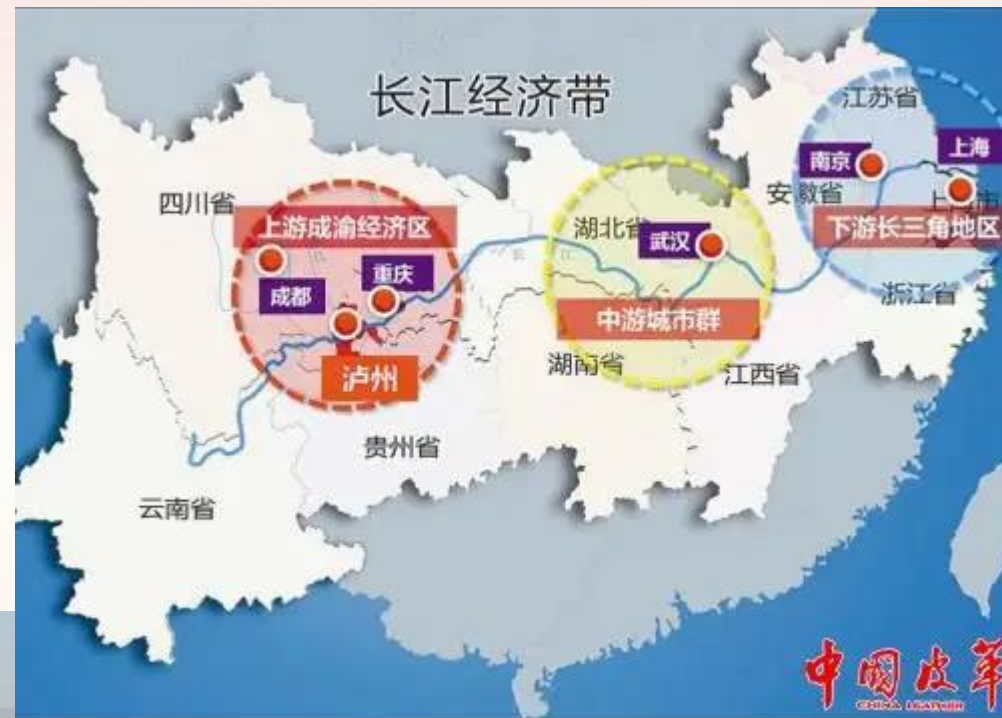 长江经济带
江苏省
南京
上海
安徽省
四川省
上游成渝经济区
湖北省
武汉
下游长三角地区
重庆
成都
浙江省
中游城市群
泸州
湖南省
江西省
贵州省
云南省
中国皮革
CHINA LEATHER